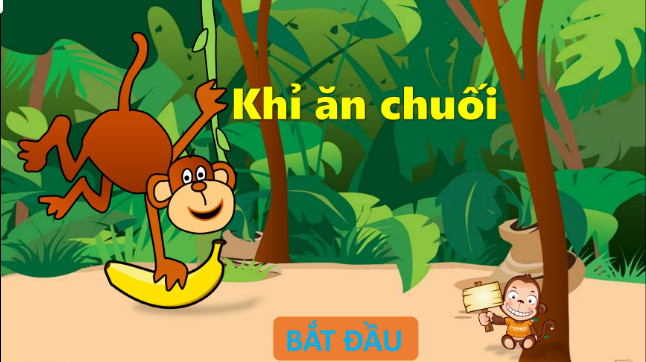 Khỉ ăn chuối
BẮT ĐẦU